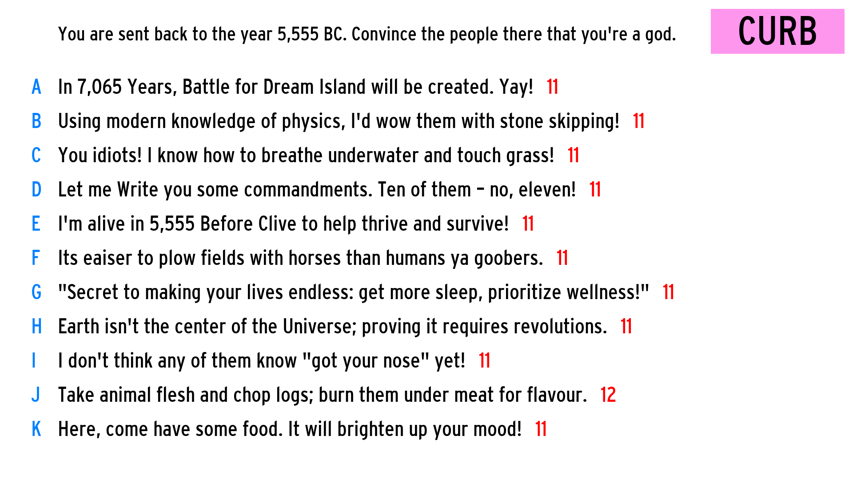 You are sent back to the year 5,555 BC. Convince the people there that you're a god.
CURB
A In 7,065 Years, Battle for Dream Island will be created. Yay! 11
B Using modern knowledge of physics, I'd wow them with stone skipping! 11
C You idiots! I know how to breathe underwater and touch grass! 11
D Let me Write you some commandments. Ten of them – no, eleven! 11
E I'm alive in 5,555 Before Clive to help thrive and survive! 11
F Its eaiser to plow fields with horses than humans ya goobers. 11
G "Secret to making your lives endless: get more sleep, prioritize wellness!" 11
H Earth isn't the center of the Universe; proving it requires revolutions. 11
I I don't think any of them know "got your nose" yet! 11
J Take animal flesh and chop logs; burn them under meat for flavour. 12
K Here, come have some food. It will brighten up your mood! 11